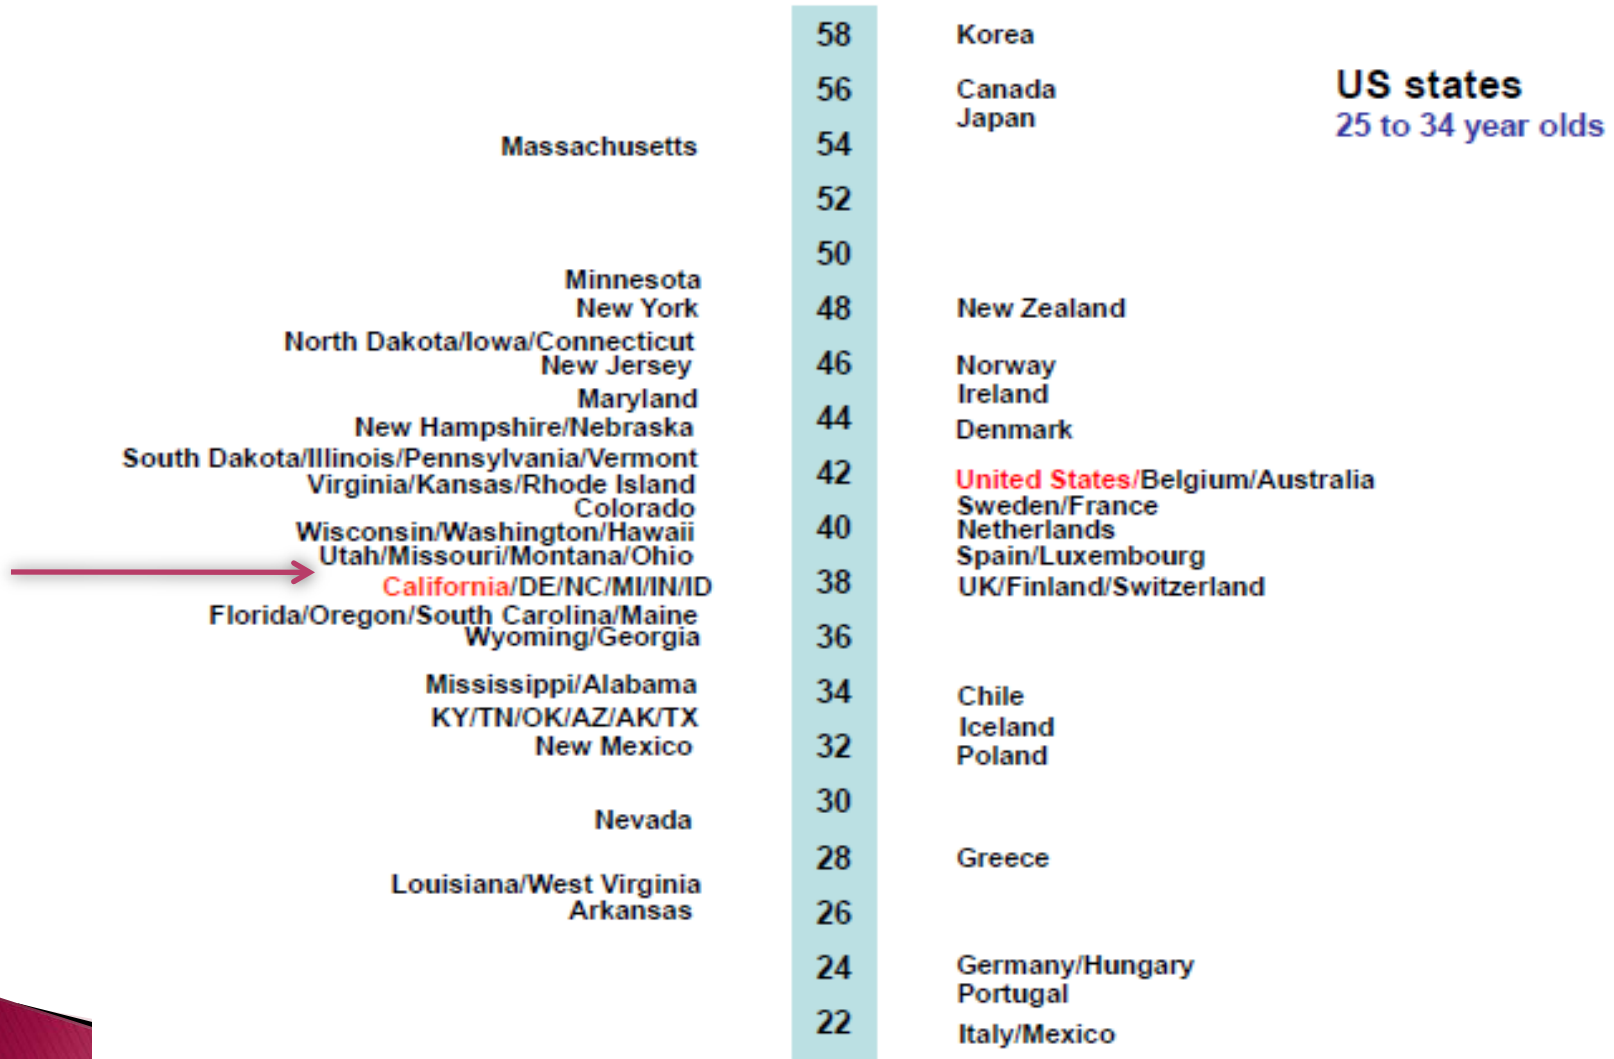 58 Korea
56 Canada
US states
Japan
25 to 34 year olds
Massachusetts 54
52
50
Minnesota
New York 48 New Zealand
North Dakota/Iowa/Connecticut
New Jersey 46 Norway
Maryland Ireland
44
New Hampshire/Nebraska Denmark
South Dakota/Illinois/Pennsylvania/Vermont
42
Virginia/Kansas/Rhode Island United States/Belgium/Australia
Colorado Sweden/France
Wisconsin/Washington/Hawaii 40 Netherlands
Utah/Missouri/Montana/Ohio Spain/Luxembourg
California/DE/NC/MI/IN/ID 38 UK/Finland/Switzerland
Florida/Oregon/South Carolina/Maine
Wyoming/Georgia 36
Mississippi/Alabama 34 Chile
KY/TN/OK/AZ/AK/TX Iceland
New Mexico 32 Poland
30
Nevada
28 Greece
Louisiana/West Virginia
Arkansas 26
24 Germany/Hungary
Portugal
22 Italy/Mexico